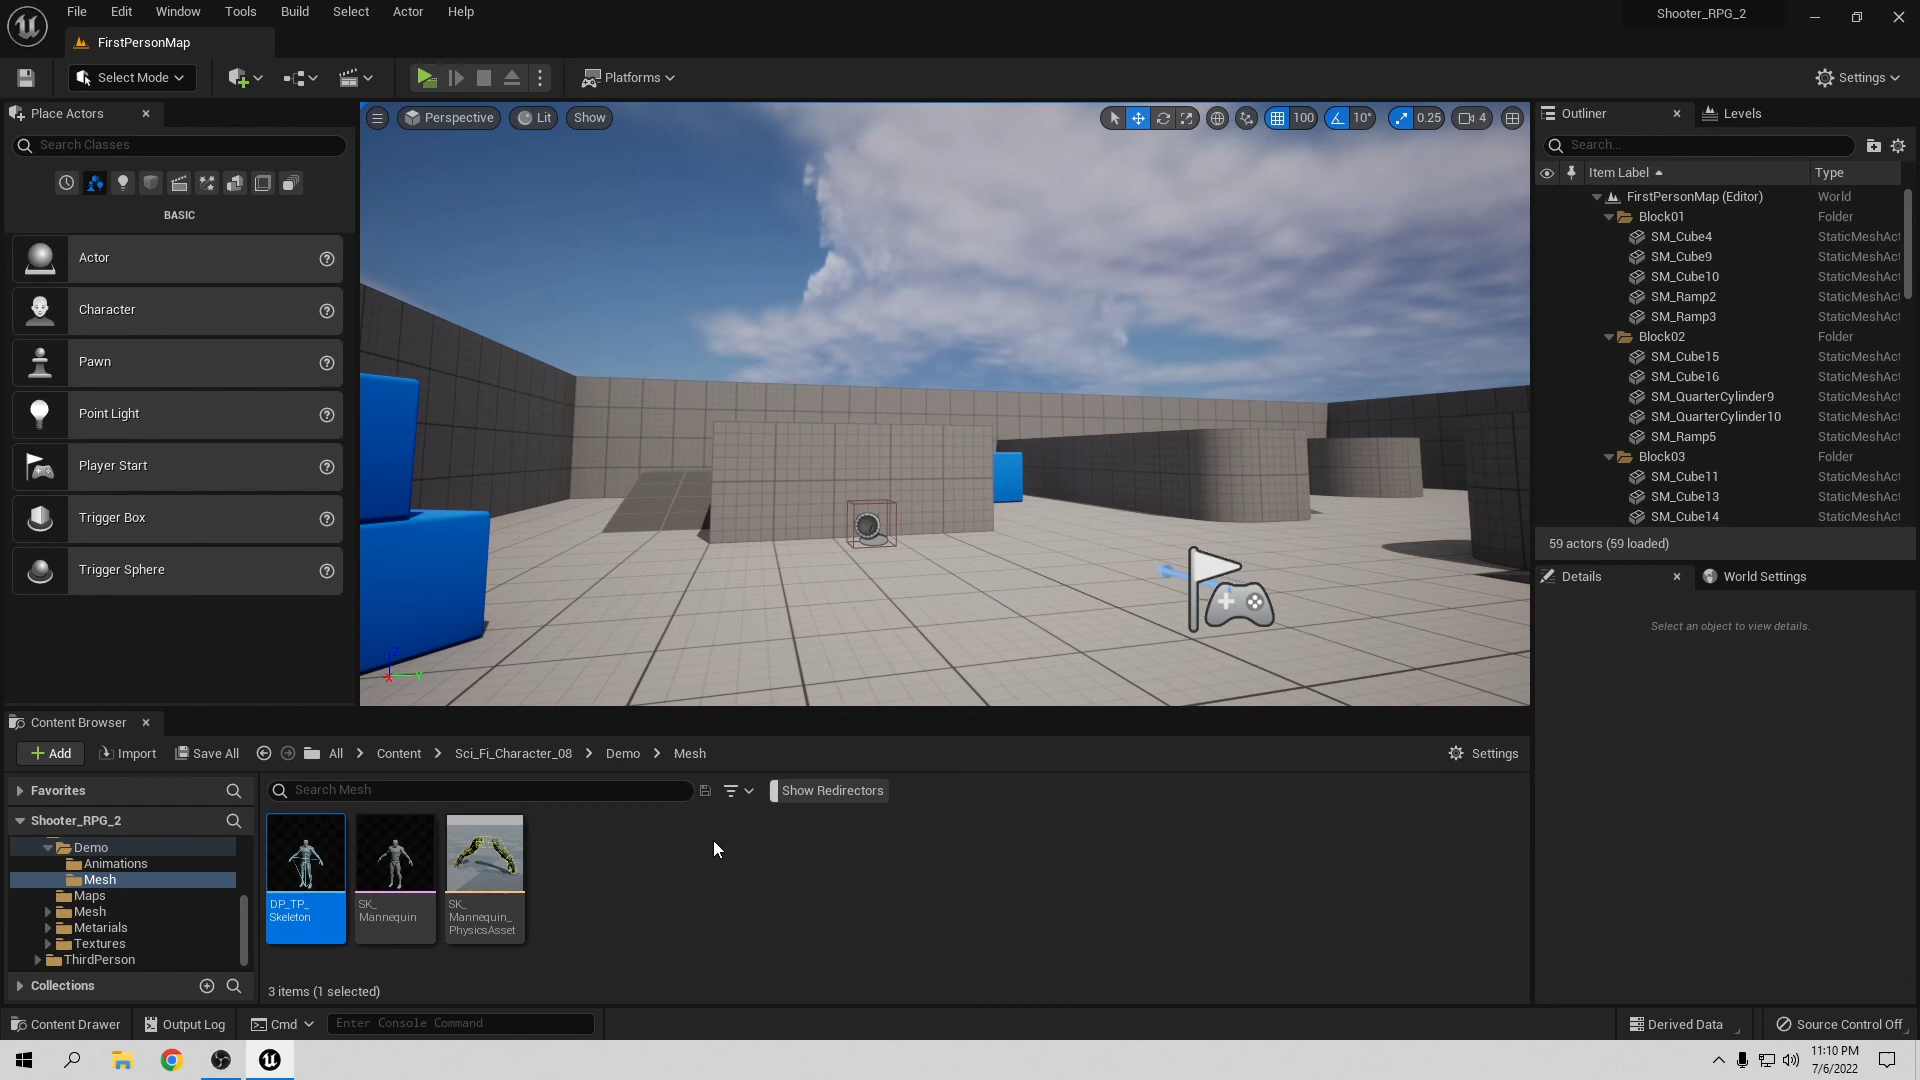 File Edit Window Tools Build Select Actor Help
Shooter_RPG_2
FirstPersonMap
Select Mode
Platforms
Settings
Place Actors
Search Classes
BASIC
Actor
Character
Pawn
Point Light
Player Start
Trigger Box
Trigger Sphere
Perspective Lit Show
100 10° 0.25 4
Z
X Y
Outliner Levels
Search...
Item Label Type
FirstPersonMap (Editor) World
Block01 Folder
SM_Cube4 StaticMeshAct
SM_Cube9 StaticMeshAct
SM_Cube10 StaticMeshAct
SM_Ramp2 StaticMeshAct
SM_Ramp3 StaticMeshAct
Block02 Folder
SM_Cube15 StaticMeshAct
SM_Cube16 StaticMeshAct
SM_QuarterCylinder9 StaticMeshAct
SM_QuarterCylinder10 StaticMeshAct
SM_Ramp5 StaticMeshAct
Block03 Folder
SM_Cube11 StaticMeshAct
SM_Cube13 StaticMeshAct
SM_Cube14 StaticMeshAct
59 actors (59 loaded)
Details World Settings
Select an object to view details.
Content Browser
Add Import Save All All Content Sci_Fi_Character_08 Demo Mesh Settings
Favorites
Shooter_RPG_2
Demo
Animations
Mesh
Maps
Mesh
Metarials
Textures
ThirdPerson
Collections
Search Mesh
Show Redirectors
DP_TP_
Skeleton
SK_
Mannequin
SK_
Mannequin_
PhysicsAsset
3 items (1 selected)
Content Drawer Output Log Cmd Enter Console Command Derived Data Source Control Off
11:10 PM
7/6/2022